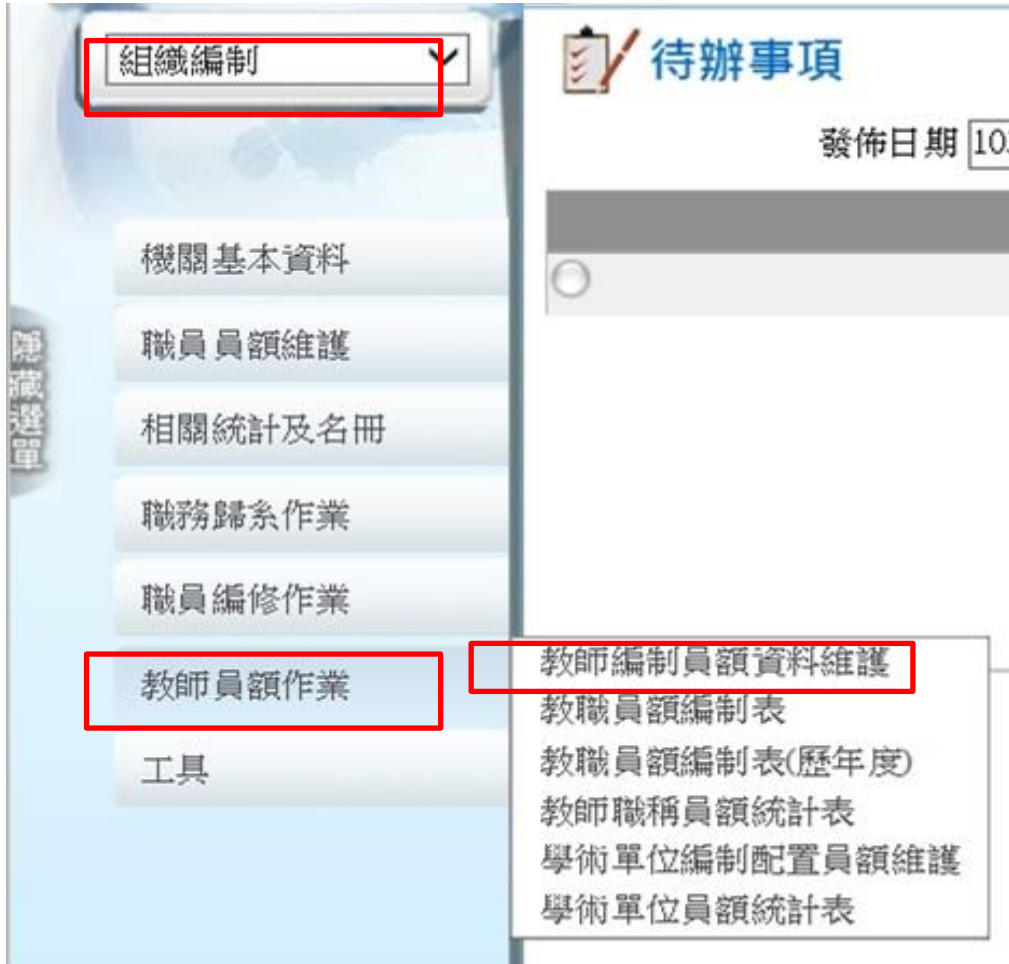 組織編制
待辦事項
發佈日期 103
機關基本資料
職員員額維護
相關統計及名冊
職務歸系作業
職員編修作業
教師員額作業
工具
隱藏選單
教師編制員額資料維護
教職員額編制表
教職員額編制表(歷年度)
教師職稱員額統計表
學術單位編制配置員額維護
學術單位員額統計表